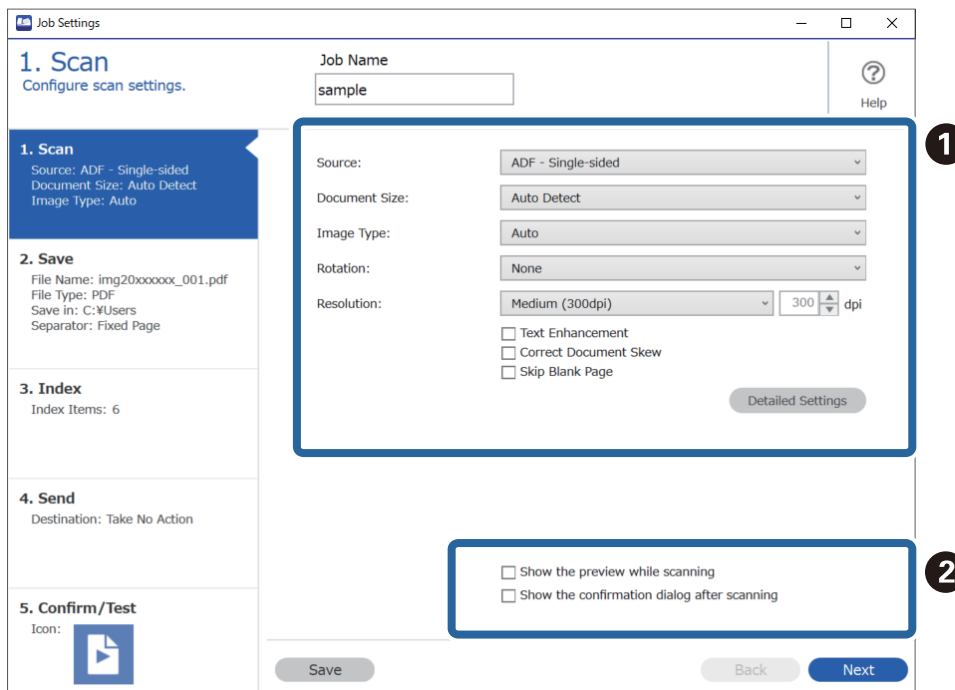 Job Settings
1. Scan
Configure scan settings.
Job Name
sample
?
Help
1. Scan
Source: ADF - Single-sided
Document Size: Auto Detect
Image Type: Auto
2. Save
File Name: img20xxxxxx_001.pdf
File Type: PDF
Save in: C:¥Users
Separator: Fixed Page
3. Index
Index Items: 6
4. Send
Destination: Take No Action
5. Confirm/Test
Icon:
1
Source: ADF - Single-sided
Document Size: Auto Detect
Image Type: Auto
Rotation: None
Resolution: Medium (300dpi) 300 dpi
Text Enhancement
Correct Document Skew
Skip Blank Page
Detailed Settings
2
Show the preview while scanning
Show the confirmation dialog after scanning
Save Back Next